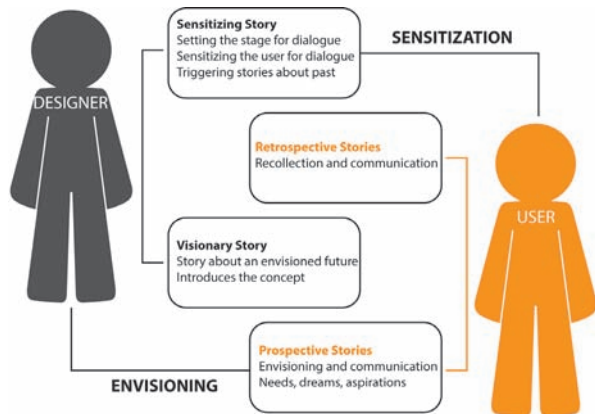 Sensitizing Story
Setting the stage for dialogue
Sensitizing the user for dialogue
Triggering stories about past
SENSITIZATION
DESIGNER
Retrospective Stories
Recollection and communication
USER
Visionary Story
Story about an envisioned future
Introduces the concept
Prospective Stories
Envisioning and communication
Needs, dreams, aspirations
ENVISIONING